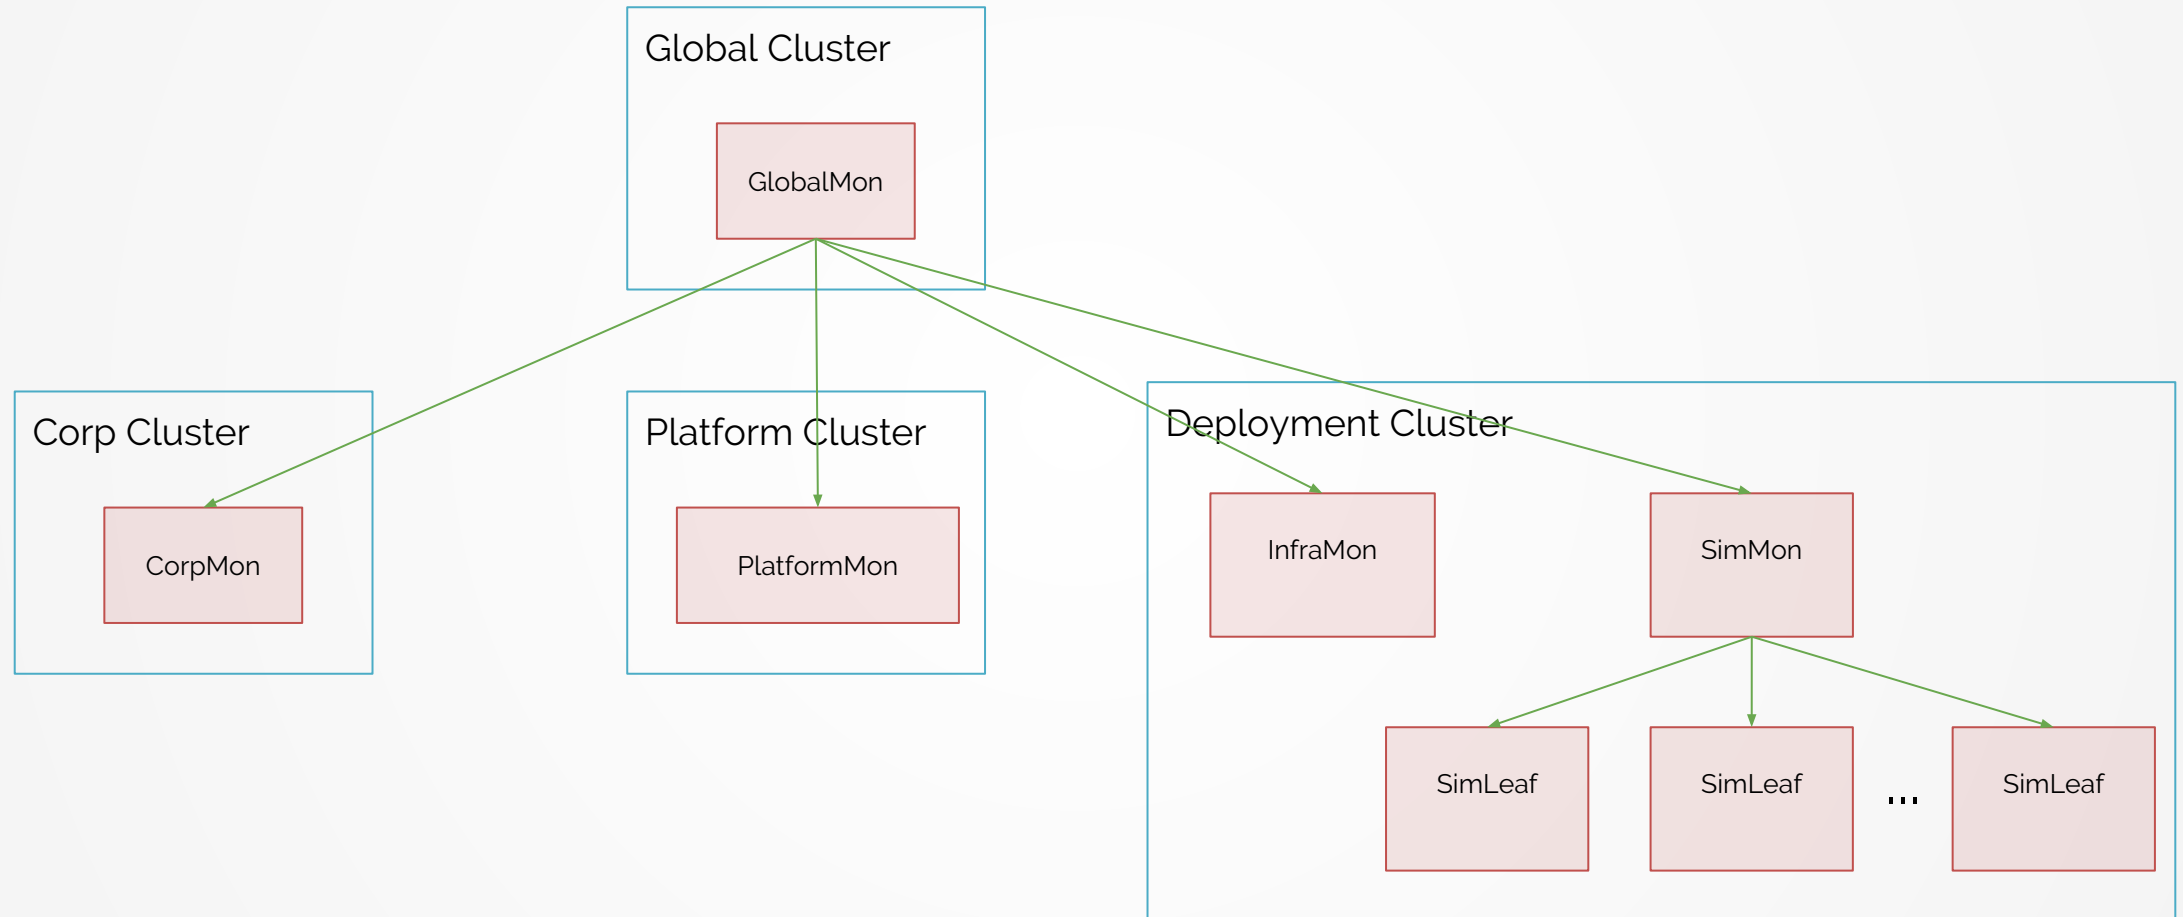 Global Cluster
GlobalMon
Corp Cluster
CorpMon
Platform Cluster
PlatformMon
Deployment Cluster
InfraMon
SimMon
SimLeaf
SimLeaf
...
SimLeaf